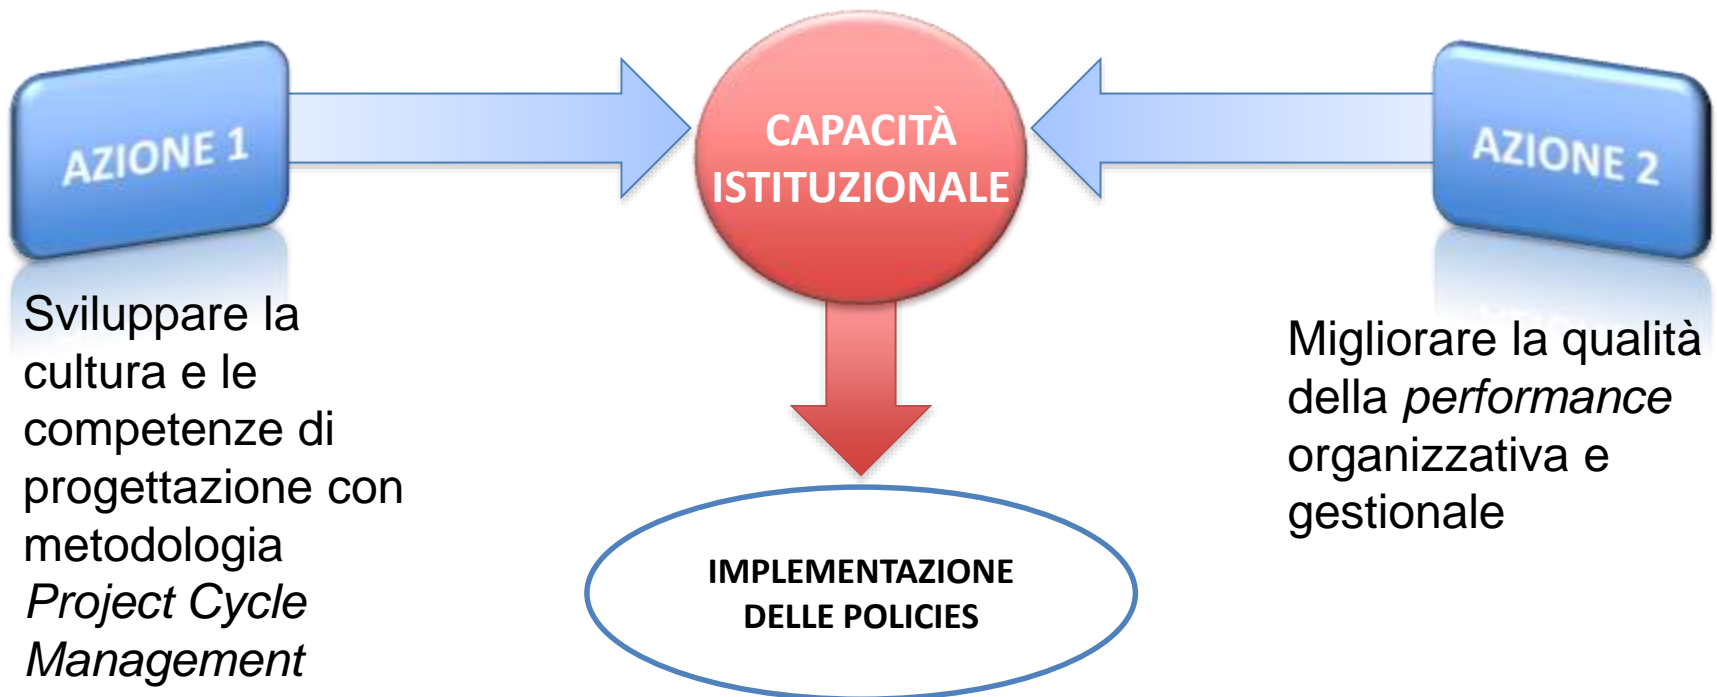 AZIONE 1
Sviluppare la
cultura e le
competenze di
progettazione con
metodologia
Project Cycle
Management
CAPACITÀ
ISTITUZIONALE
IMPLEMENTAZIONE
DELLE POLICIES
AZIONE 2
Migliorare la qualità
della performance
organizzativa e
gestionale